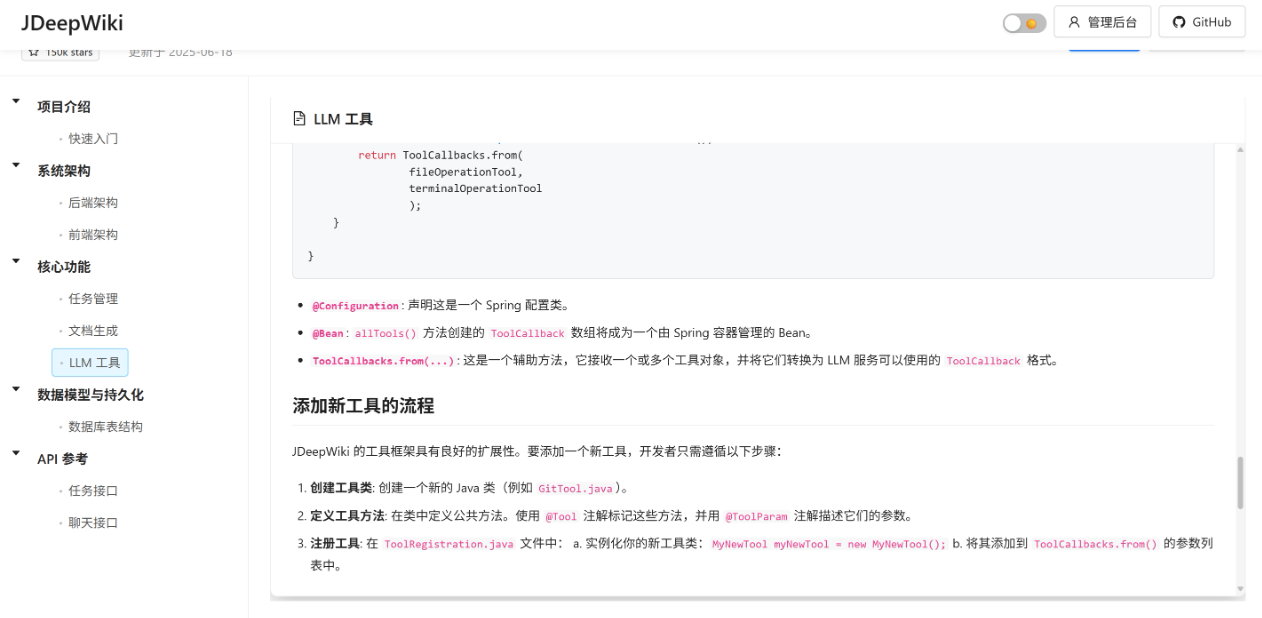 JDeepWiki
管理后台
GitHub
150k stars
更新于 2025-06-18
项目介绍
快速入门
系统架构
后端架构
前端架构
核心功能
任务管理
文档生成
LLM 工具
数据模型与持久化
数据库表结构
API 参考
任务接口
聊天接口
LLM 工具
return ToolCallbacks.from(
fileOperationTool,
terminalOperationTool
);
}
}
• @Configuration: 声明这是一个 Spring 配置类。
• @Bean: allTools() 方法创建的 ToolCallback 数组将成为一个由 Spring 容器管理的 Bean。
• ToolCallbacks.from(...): 这是一个辅助方法，它接收一个或多个工具对象，并将它们转换为 LLM 服务可以使用的 ToolCallback 格式。
添加新工具的流程
JDeepWiki 的工具框架具有良好的扩展性。要添加一个新工具，开发者只需遵循以下步骤：
1. 创建工具类: 创建一个新的 Java 类（例如 GitTool.java）。
2. 定义工具方法: 在类中定义公共方法。使用 @Tool 注解标记这些方法，并用 @ToolParam 注解描述它们的参数。
3. 注册工具: 在 ToolRegistration.java 文件中： a. 实例化你的新工具类： MyNewTool myNewTool = new MyNewTool(); b. 将其添加到 ToolCallbacks.from() 的参数列
表中。